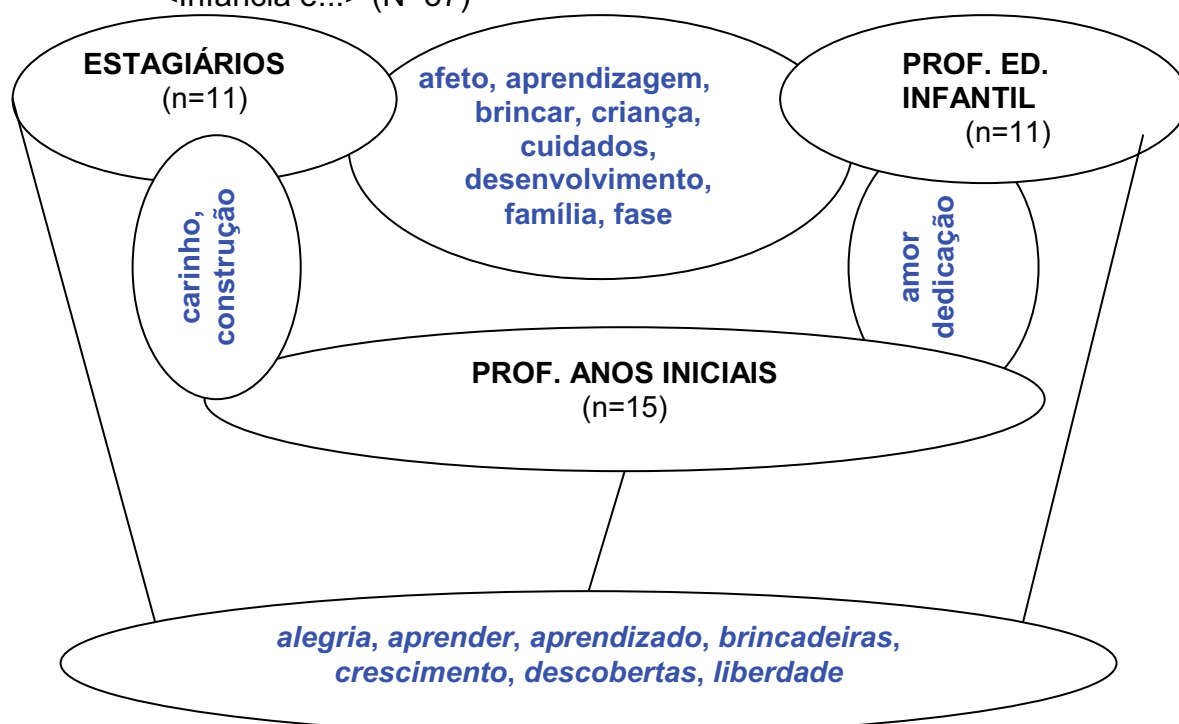 ESTAGIÁRIOS
(n=11)
afeto, aprendizagem,
brincar, criança,
cuidados,
desenvolvimento,
família, fase
PROF. ED.
INFANTIL
(n=11)
carinho,
construção
amor
dedicação
PROF. ANOS INICIAIS
(n=15)
alegria, aprender, aprendizado, brincadeiras,
crescimento, descobertas, liberdade